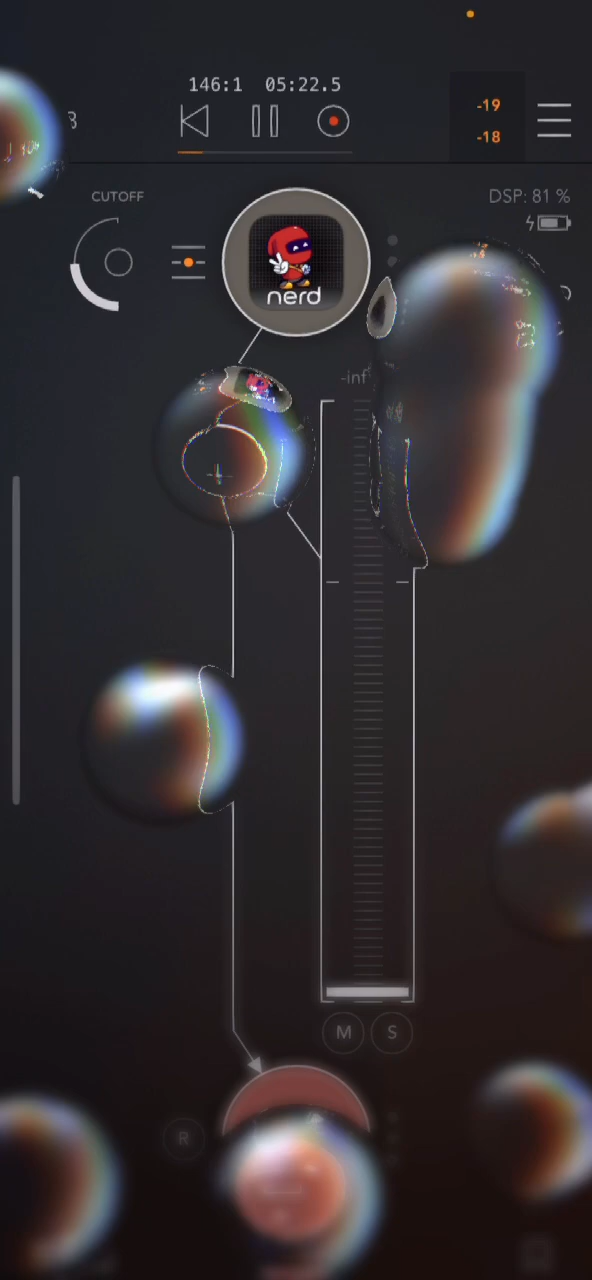 146:1 05:22.5
-19
-18
CUTOFF
DSP: 81 %
nerd
-inf
M S
R